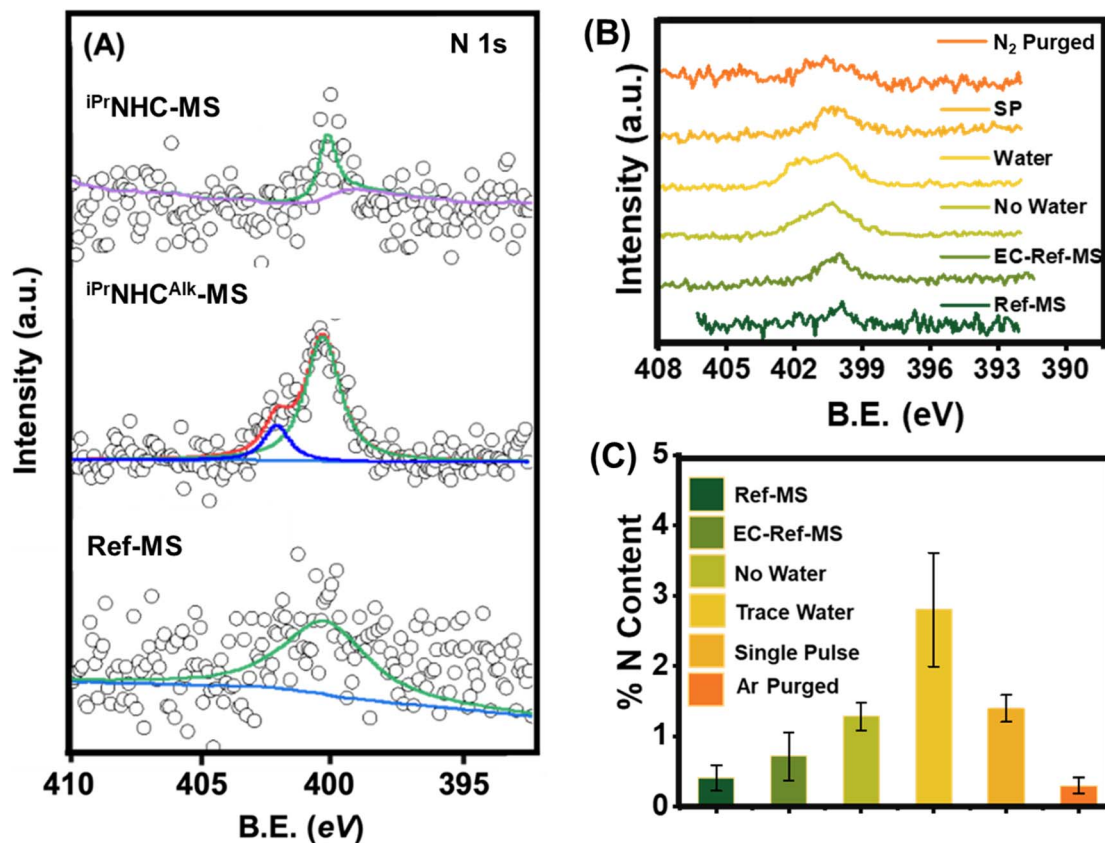 (A)
N 1s
iPrNHC-MS
iPrNHCAlk-MS
Ref-MS
Intensity (a.u.)
410 405 400 395
B.E. (eV)
(B)
N2 Purged
SP
Water
No Water
EC-Ref-MS
Ref-MS
Intensity (a.u.)
408 405 402 399 396 393 390
B.E. (eV)
(C)
5
4
3
2
1
0
% N Content
Ref-MS
EC-Ref-MS
No Water
Trace Water
Single Pulse
Ar Purged